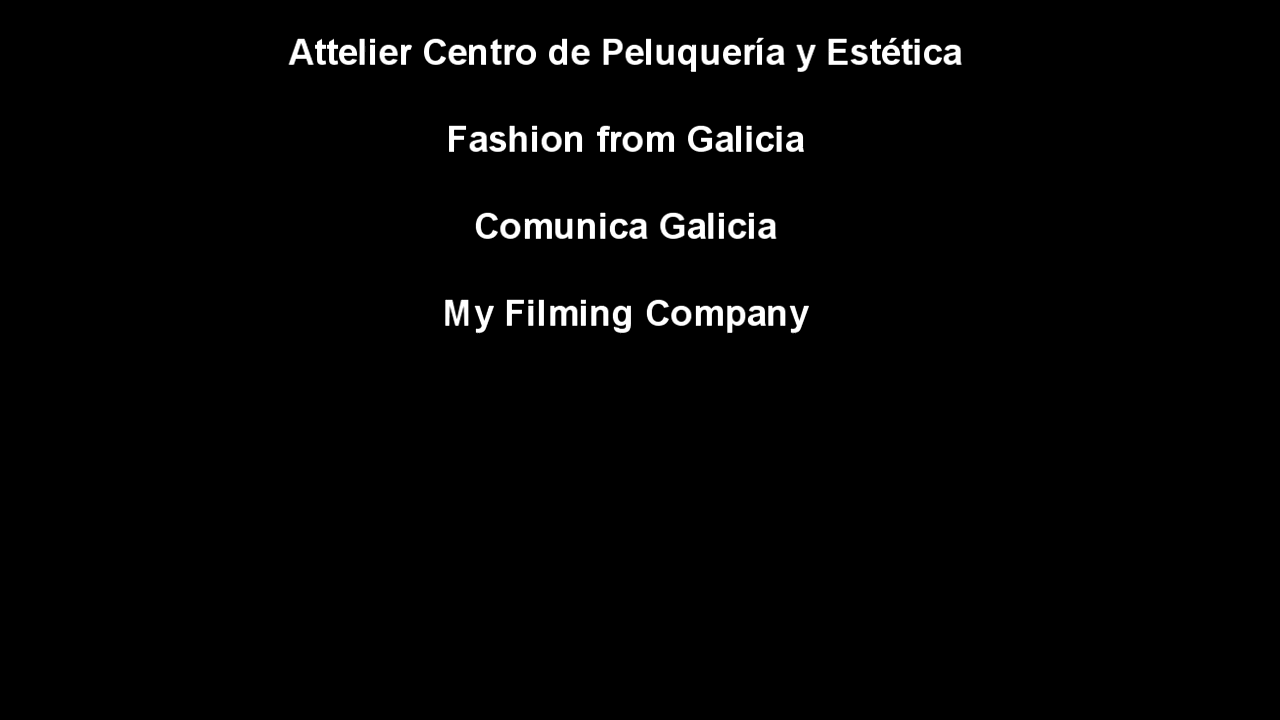 Attelier Centro de Peluquería y Estética
Fashion from Galicia
Comunica Galicia
My Filming Company